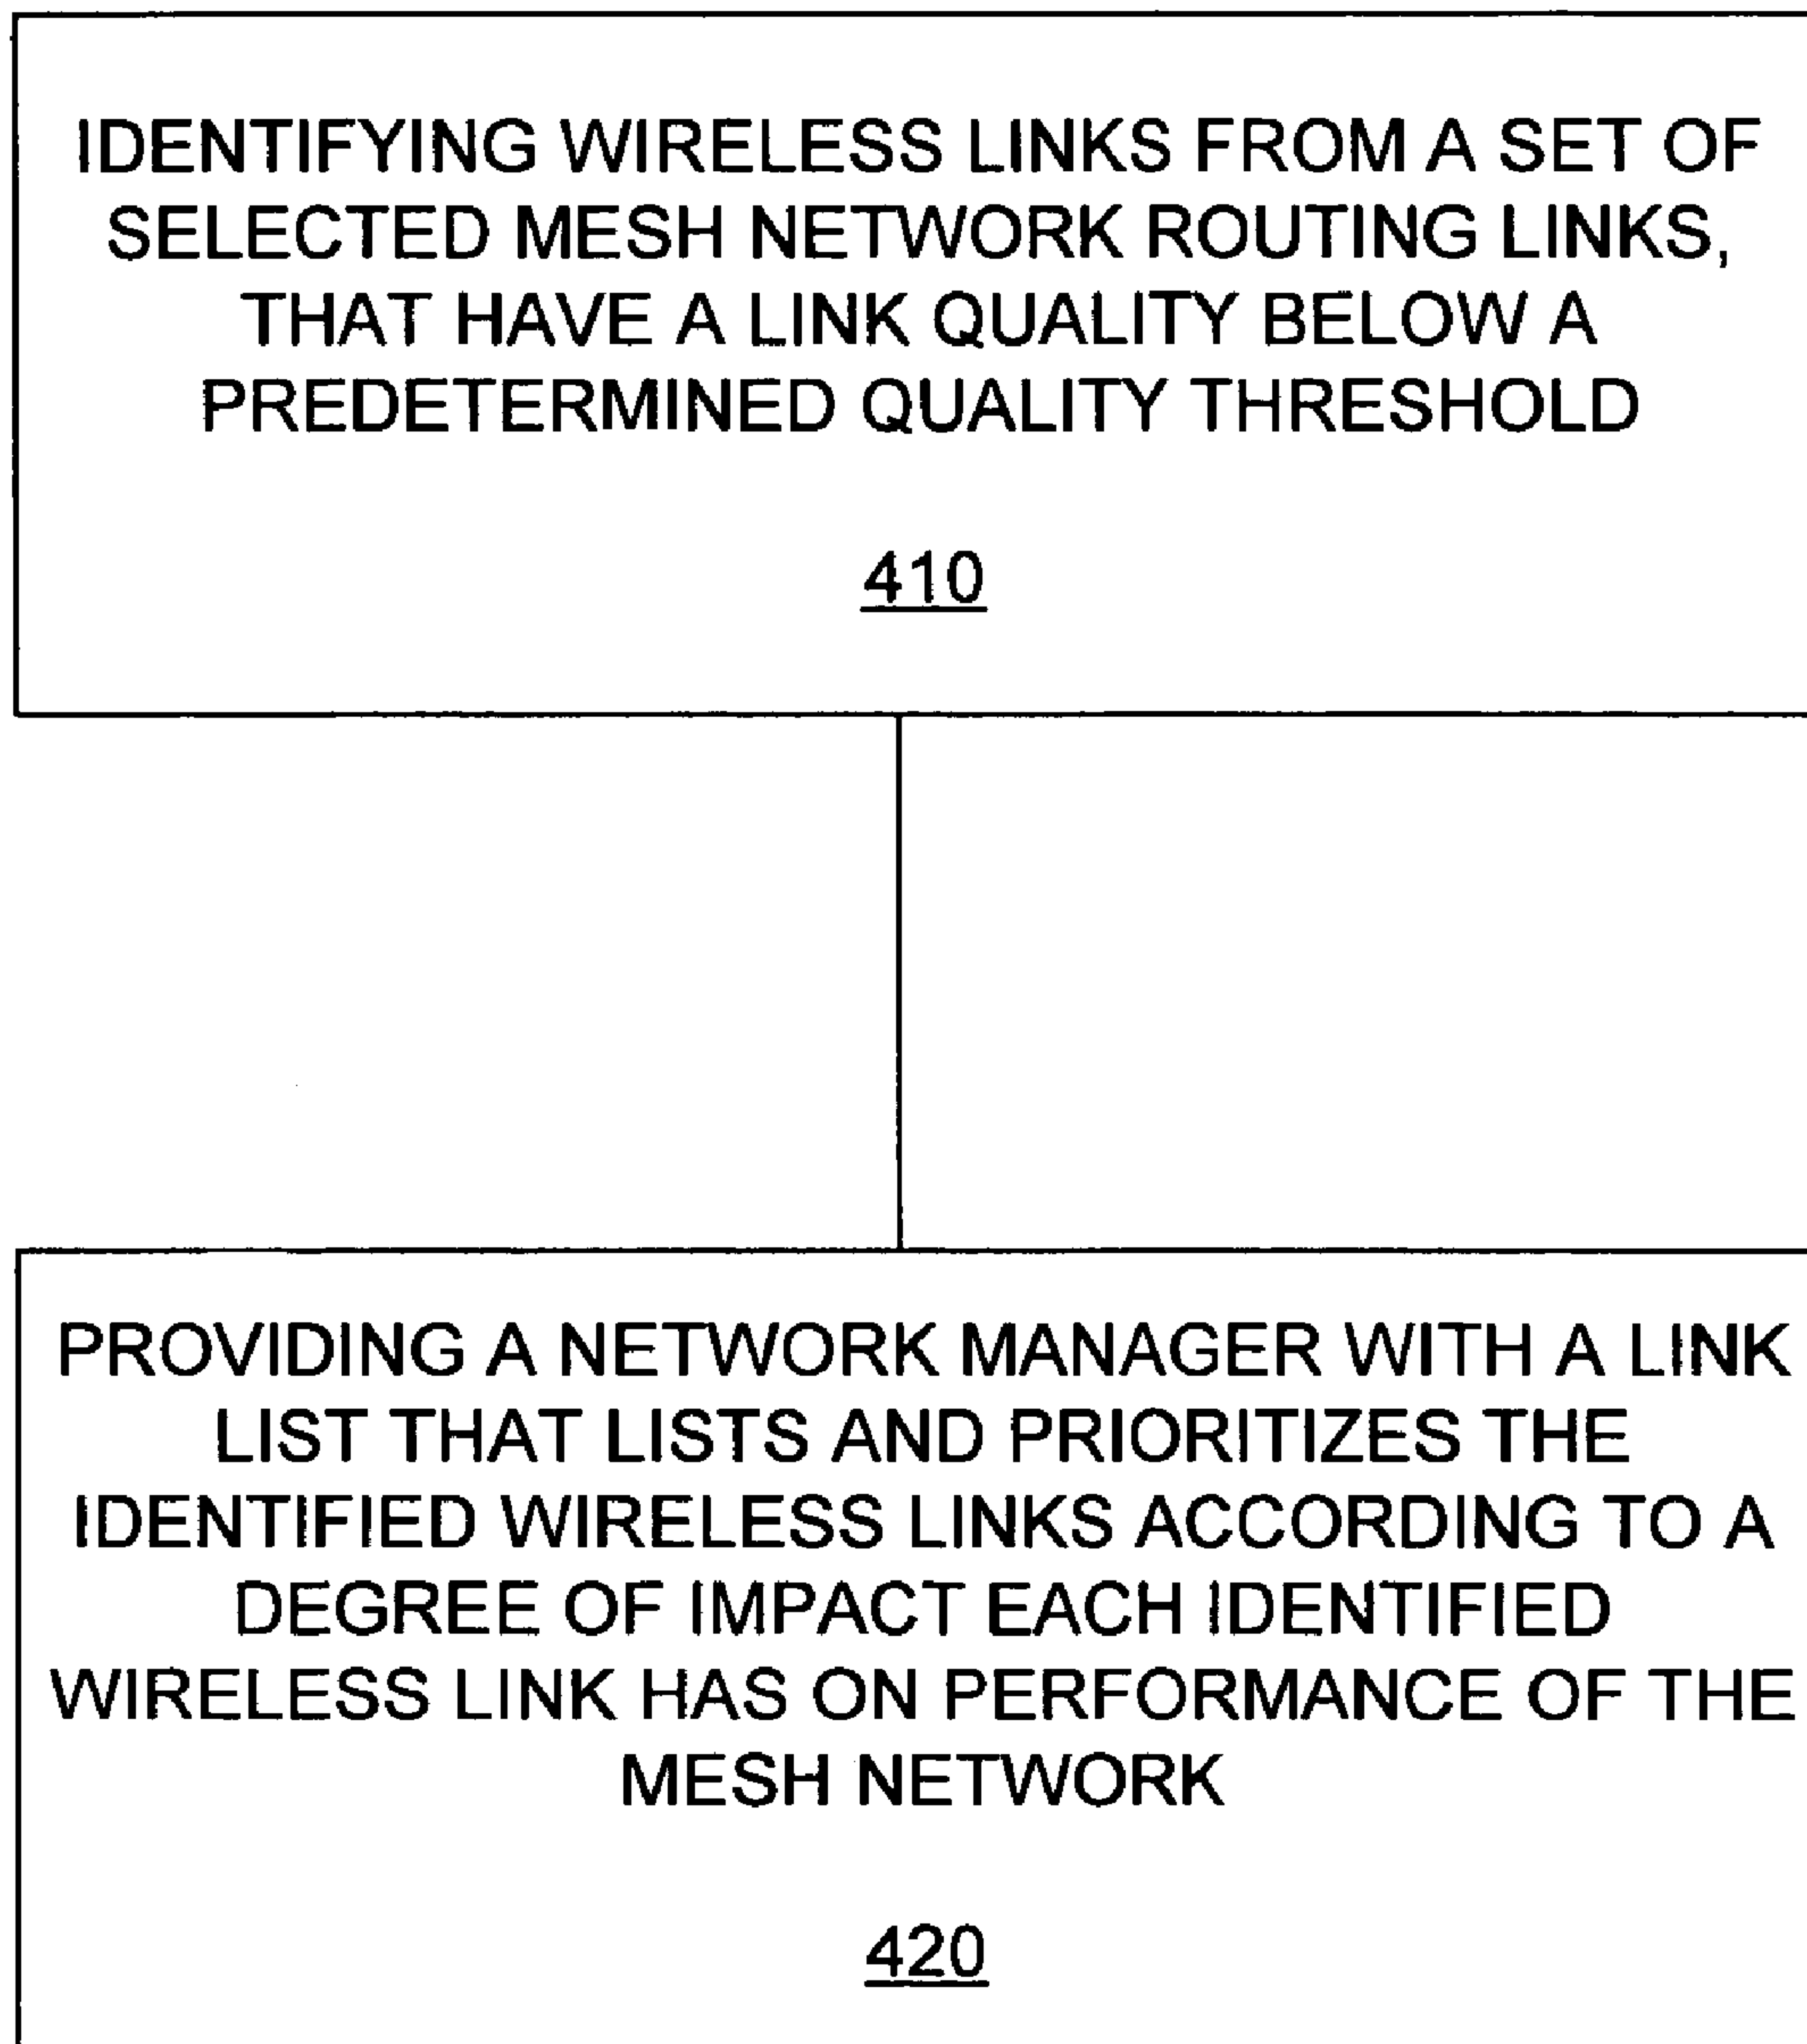 IDENTIFYING WIRELESS LINKS FROM A SET OF
SELECTED MESH NETWORK ROUTING LINKS,
THAT HAVE A LINK QUALITY BELOW A
PREDETERMINED QUALITY THRESHOLD
410
PROVIDING A NETWORK MANAGER WITH A LINK
LIST THAT LISTS AND PRIORITIZES THE
IDENTIFIED WIRELESS LINKS ACCORDING TO A
DEGREE OF IMPACT EACH IDENTIFIED
WIRELESS LINK HAS ON PERFORMANCE OF THE
MESH NETWORK
420